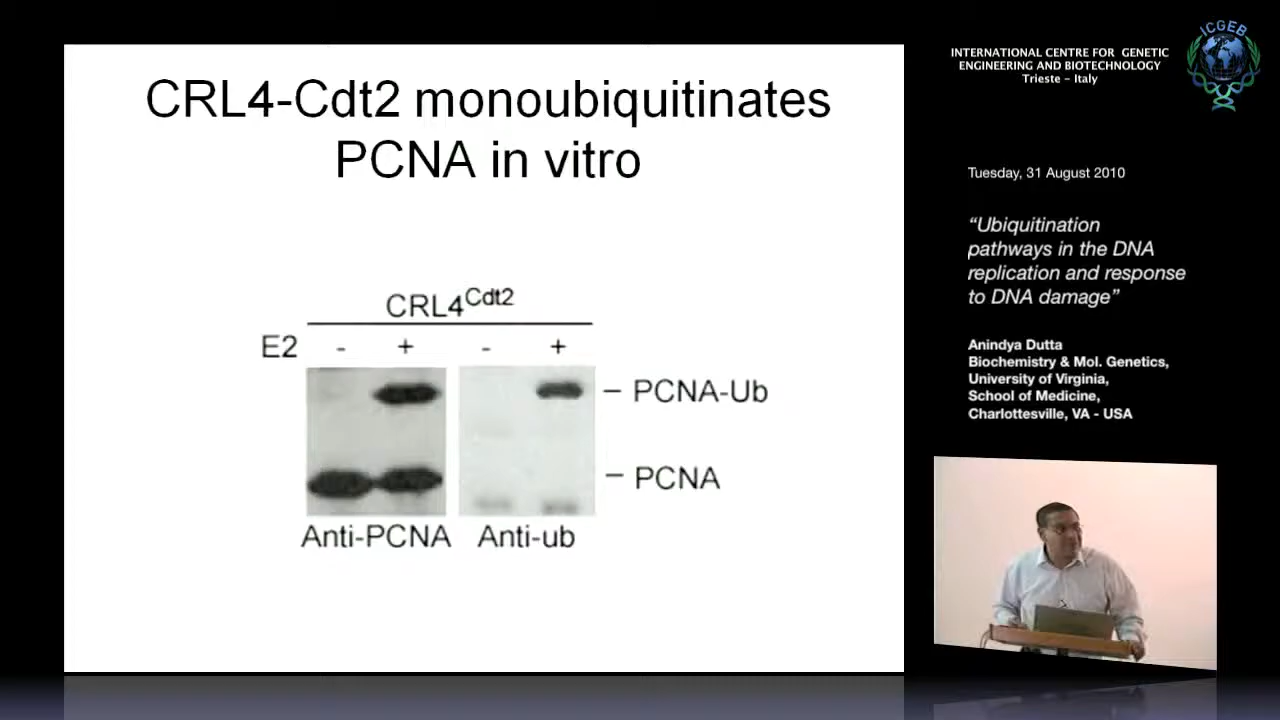 CRL4-Cdt2 monoubiquitinates
PCNA in vitro
CRL4Cdt2
E2 - + - +
– PCNA-Ub
– PCNA
Anti-PCNA Anti-ub
ICGEB
INTERNATIONAL CENTRE FOR GENETIC
ENGINEERING AND BIOTECHNOLOGY
Trieste - Italy
Tuesday, 31 August 2010
“Ubiquitination
pathways in the DNA
replication and response
to DNA damage”
Anindya Dutta
Biochemistry & Mol. Genetics,
University of Virginia,
School of Medicine,
Charlottesville, VA - USA